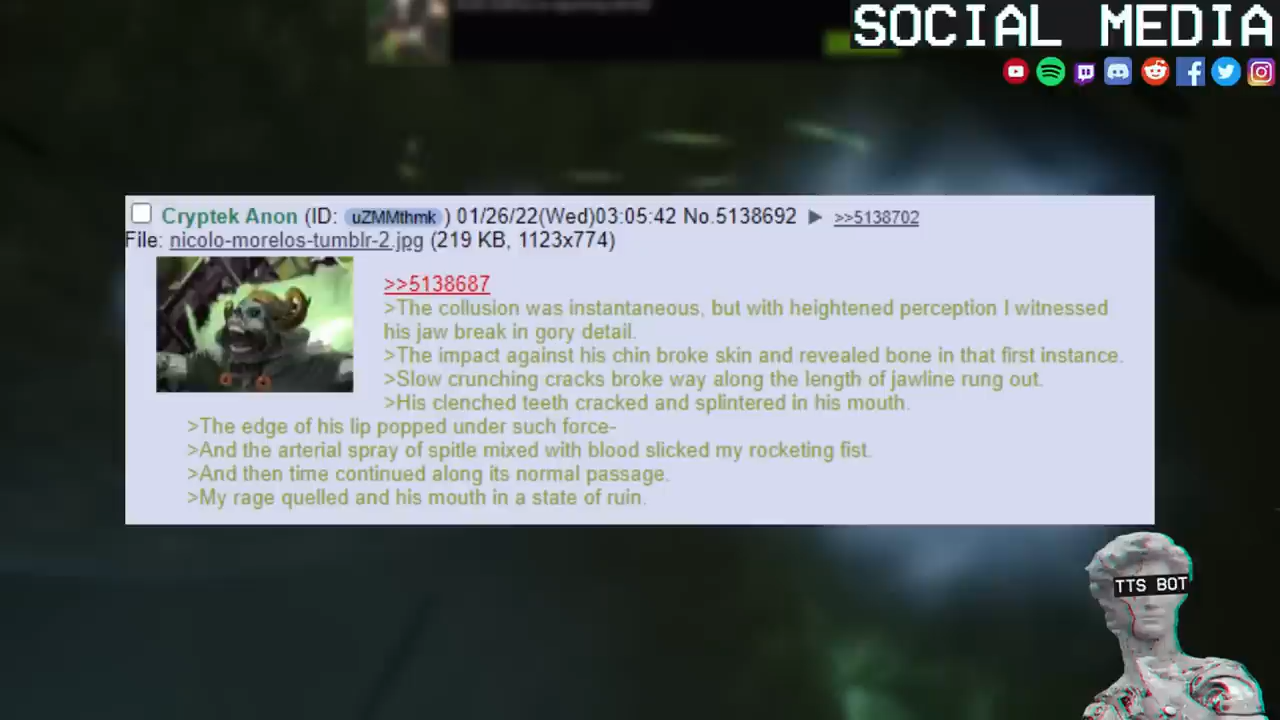 SOCIAL MEDIA
Cryptek Anon (ID: uZMMthmk) 01/26/22(Wed)03:05:42 No.5138692 ▶ >>5138702
File: nicolo-morelos-tumblr-2.jpg (219 KB, 1123x774)
>>5138687
>The collusion was instantaneous, but with heightened perception I witnessed
his jaw break in gory detail.
>The impact against his chin broke skin and revealed bone in that first instance.
>Slow crunching cracks broke way along the length of jawline rung out.
>His clenched teeth cracked and splintered in his mouth.
>The edge of his lip popped under such force-
>And the arterial spray of spitle mixed with blood slicked my rocketing fist.
>And then time continued along its normal passage.
>My rage quelled and his mouth in a state of ruin.
TTS BOT